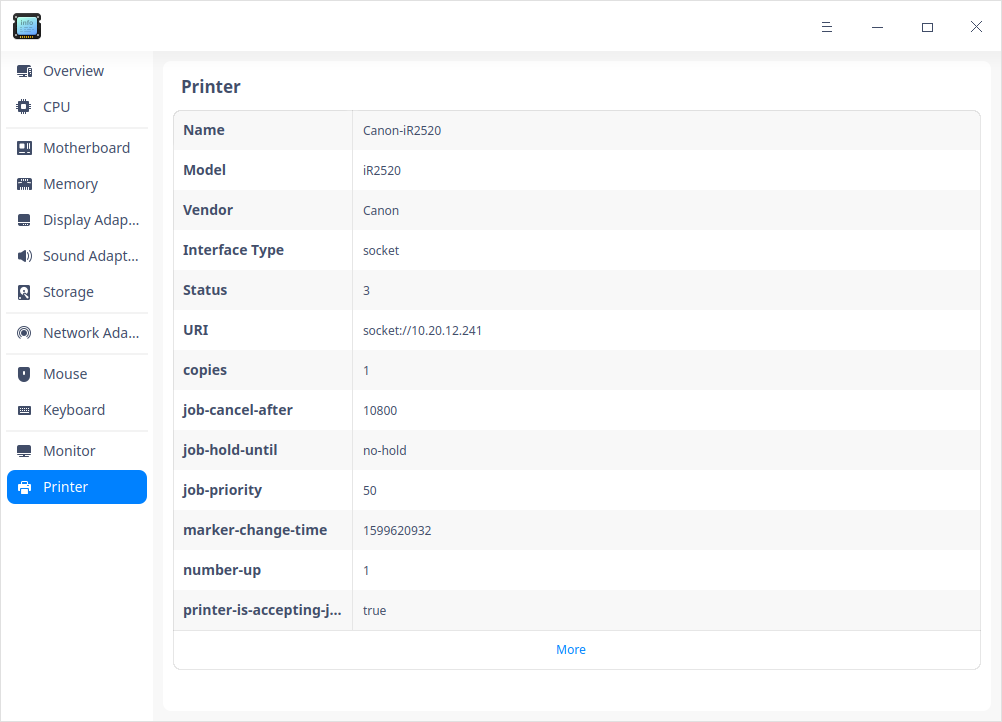 info
Overview
CPU
Motherboard
Memory
Display Adap...
Sound Adapt...
Storage
Network Ada...
Mouse
Keyboard
Monitor
Printer
Printer
Name Canon-iR2520
Model iR2520
Vendor Canon
Interface Type socket
Status 3
URI socket://10.20.12.241
copies 1
job-cancel-after 10800
job-hold-until no-hold
job-priority 50
marker-change-time 1599620932
number-up 1
printer-is-accepting-j... true
More